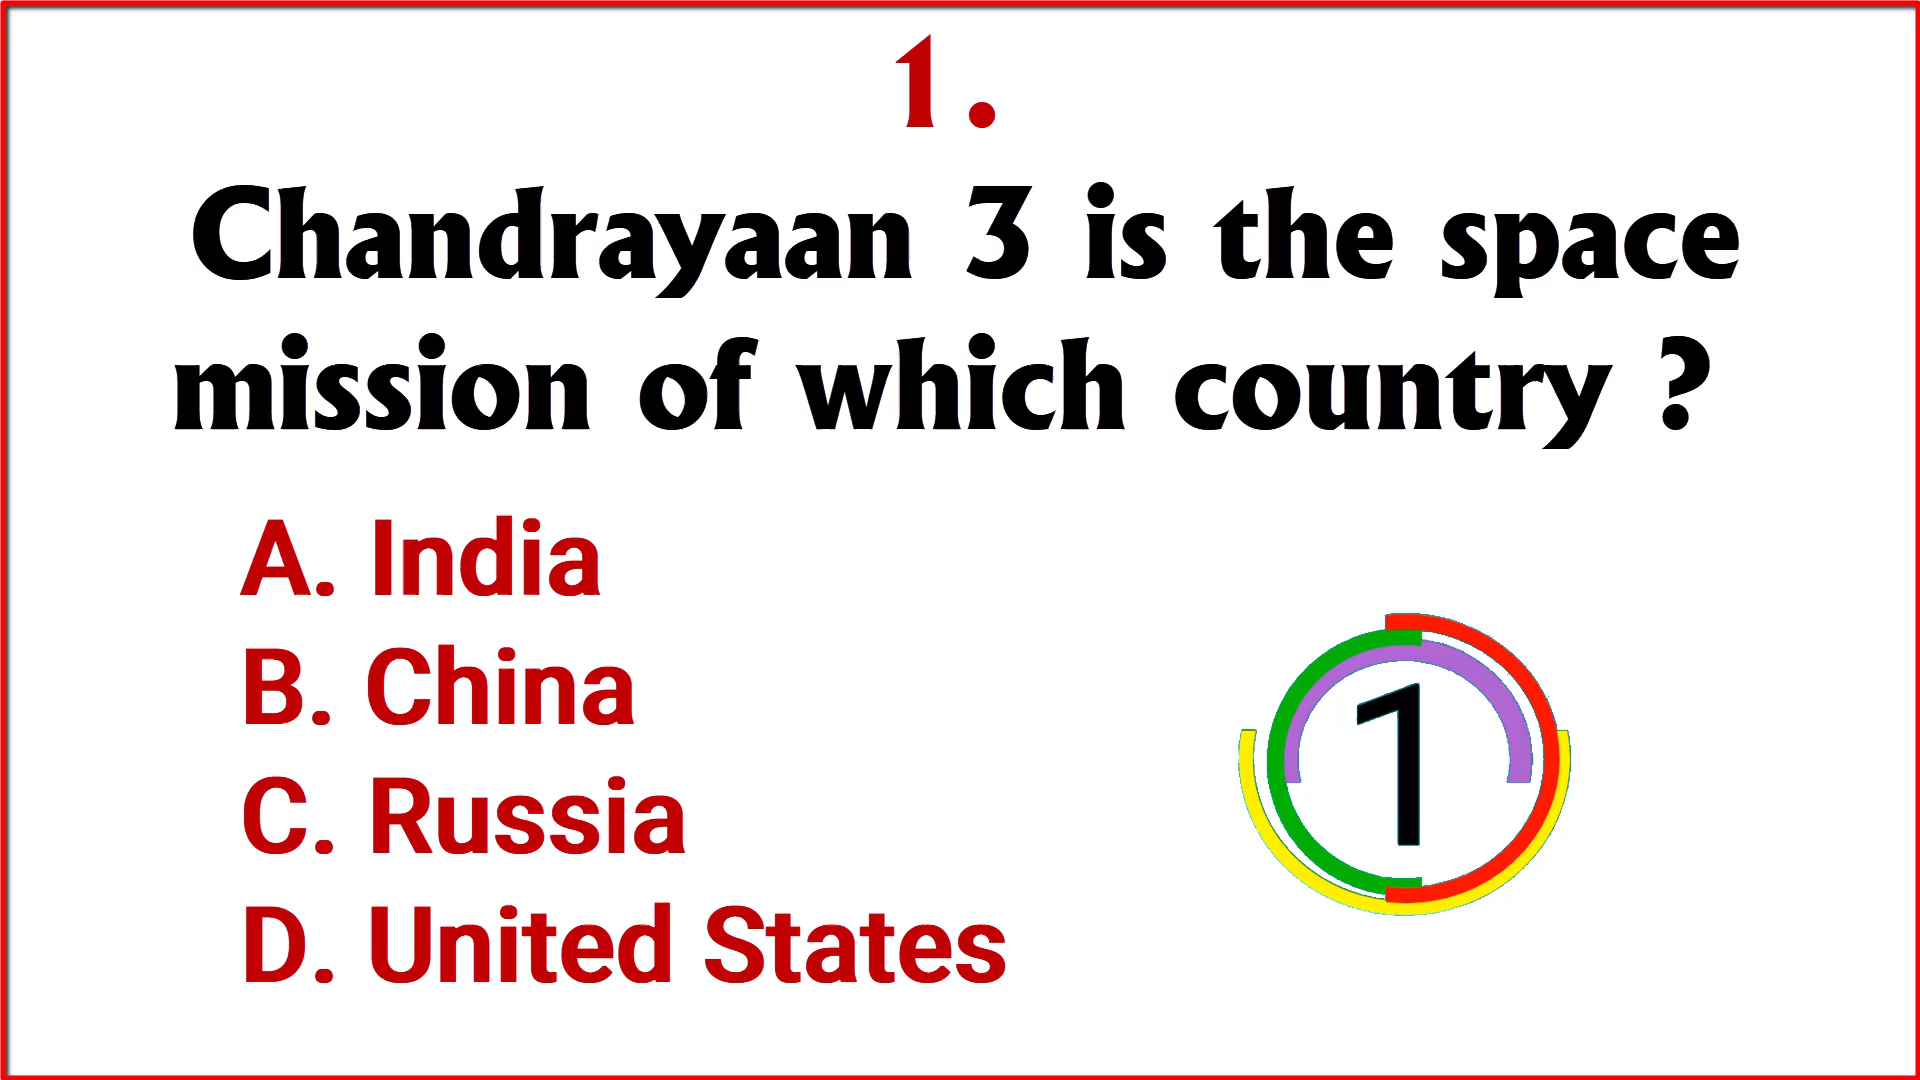 1.
Chandrayaan 3 is the space
mission of which country ?
A. India
B. China
C. Russia
D. United States
1